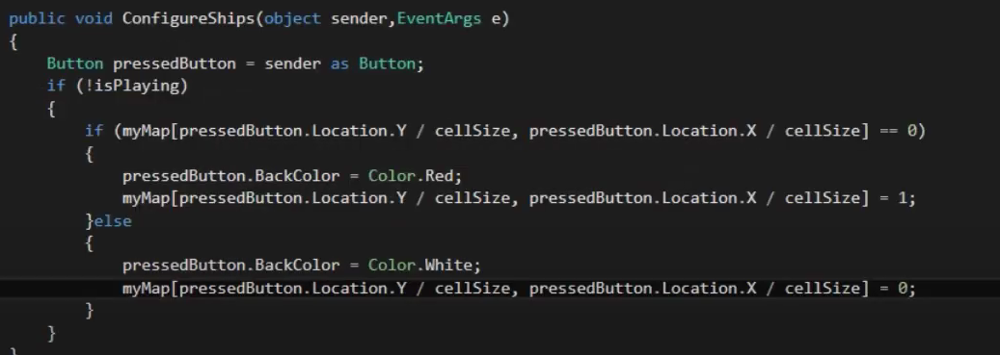 public void ConfigureShips(object sender,EventArgs e)
{
    Button pressedButton = sender as Button;
    if (!isPlaying)
    {
        if (myMap[pressedButton.Location.Y / cellSize, pressedButton.Location.X / cellSize] == 0)
        {
            pressedButton.BackColor = Color.Red;
            myMap[pressedButton.Location.Y / cellSize, pressedButton.Location.X / cellSize] = 1;
        }else
        {
            pressedButton.BackColor = Color.White;
            myMap[pressedButton.Location.Y / cellSize, pressedButton.Location.X / cellSize] = 0;
        }
    }
}